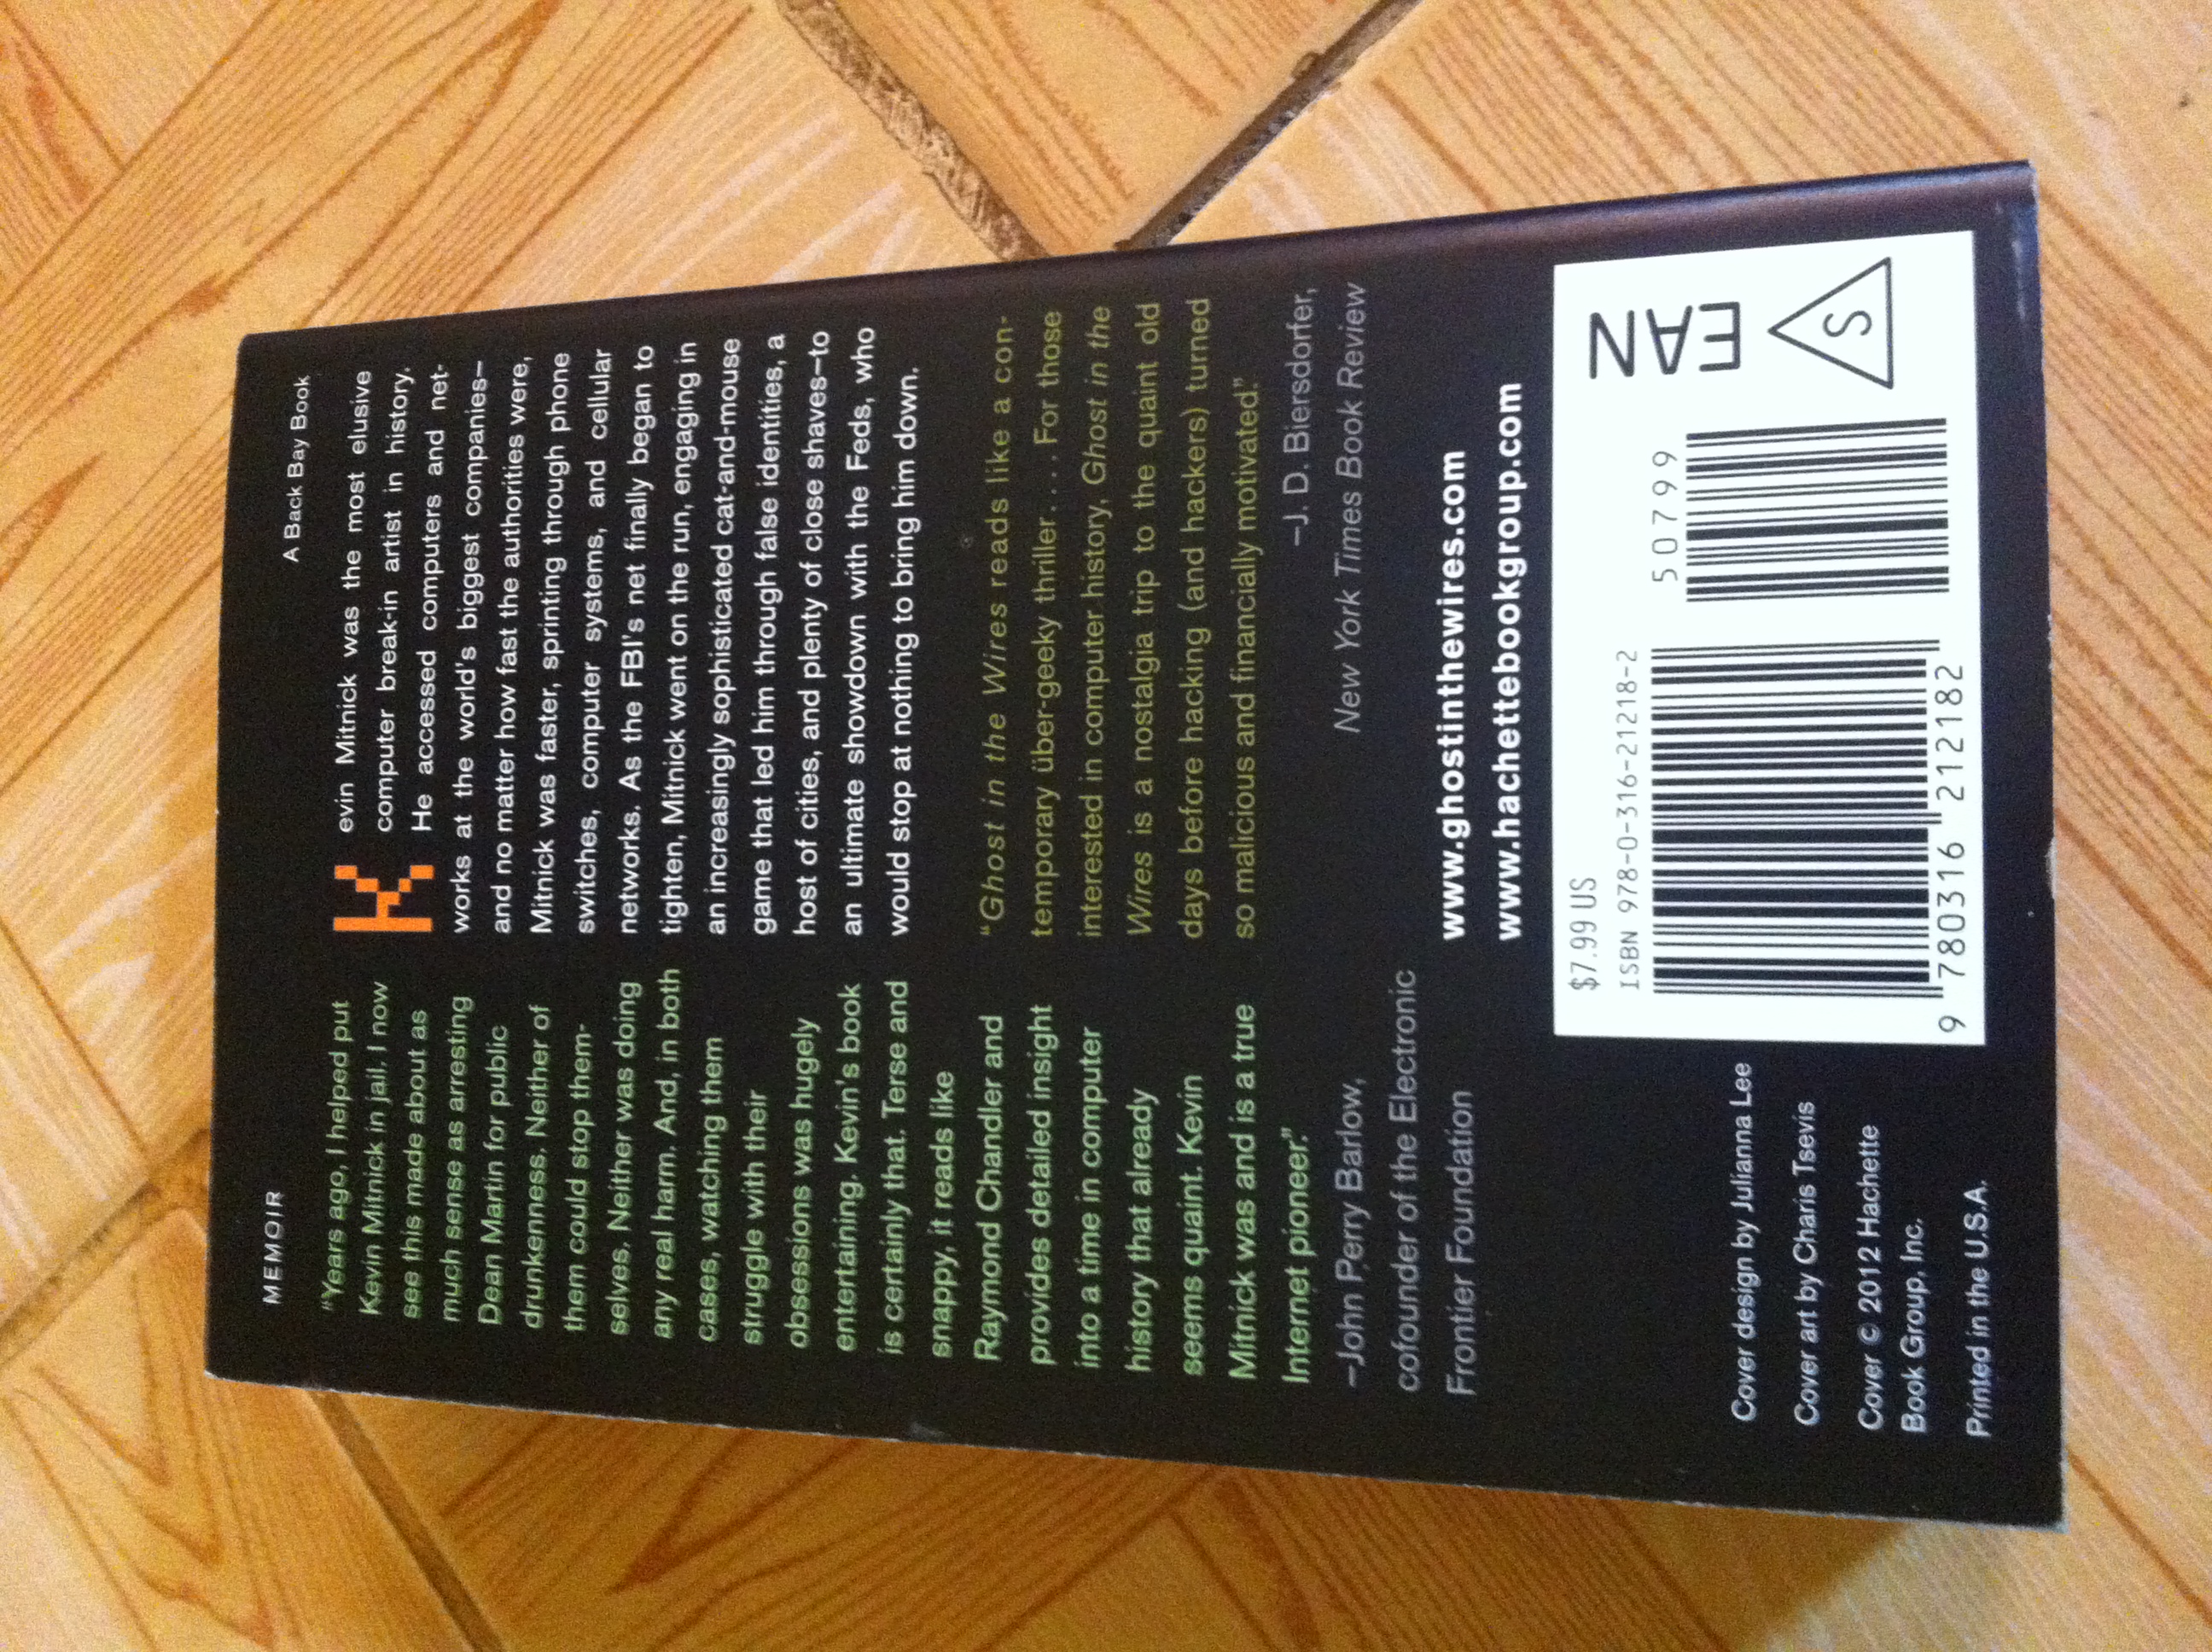 MEMOIR
A Back Bay Book
"Years ago, I helped put
Kevin Mitnick in jail. I now
see this made about as
much sense as arresting
Dean Martin for public
drunkenness. Neither of
them could stop them-
selves. Neither was doing
any real harm. And, in both
cases, watching them
struggle with their
obsessions was hugely
entertaining. Kevin's book
is certainly that. Terse and
snappy, it reads like
Raymond Chandler and
provides detailed insight
into a time in computer
history that already
seems quaint. Kevin
Mitnick was and is a true
Internet pioneer."
—John Perry Barlow,
cofounder of the Electronic
Frontier Foundation
Kevin Mitnick was the most elusive
computer break-in artist in history.
He accessed computers and net-
works at the world's biggest companies—
and no matter how fast the authorities were,
Mitnick was faster, sprinting through phone
switches, computer systems, and cellular
networks. As the FBI's net finally began to
tighten, Mitnick went on the run, engaging in
an increasingly sophisticated cat-and-mouse
game that led him through false identities, a
host of cities, and plenty of close shaves—to
an ultimate showdown with the Feds, who
would stop at nothing to bring him down.
"Ghost in the Wires reads like a con-
temporary über-geeky thriller. . . . For those
interested in computer history, Ghost in the
Wires is a nostalgia trip to the quaint old
days before hacking (and hackers) turned
so malicious and financially motivated."
—J. D. Biersdorfer,
New York Times Book Review
www.ghostinthewires.com
www.hachettebookgroup.com
Cover design by Julianna Lee
Cover art by Charis Tsevis
Cover © 2012 Hachette
Book Group, Inc.
Printed in the U.S.A.
$7.99 US
ISBN 978-0-316-21218-2
50799
9 780316 212182
EAN
S